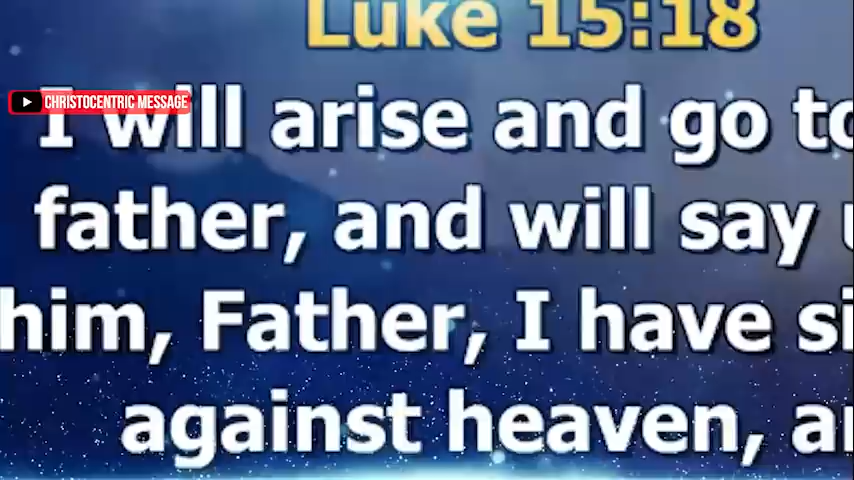 Luke 15:18
CHRISTOCENTRIC MESSAGE
I will arise and go to
father, and will say
him, Father, I have
against heaven,